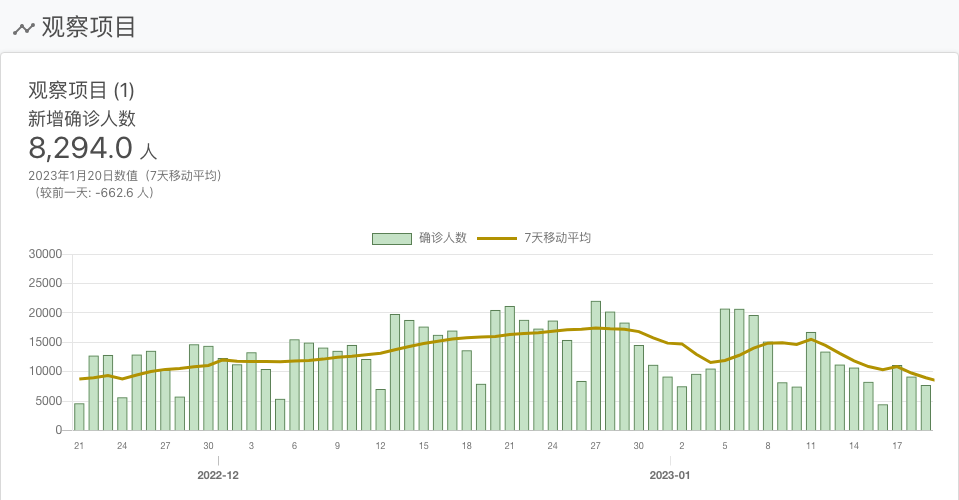 观察项目
观察项目 (1)
新增确诊人数
8,294.0 人
2023年1月20日数值（7天移动平均）
（较前一天: -662.6 人）
确诊人数 7天移动平均
30000
25000
20000
15000
10000
5000
0
21 24 27 30 3 6 9 12 15 18 21 24 27 30 2 5 8 11 14 17
2022-12 2023-01